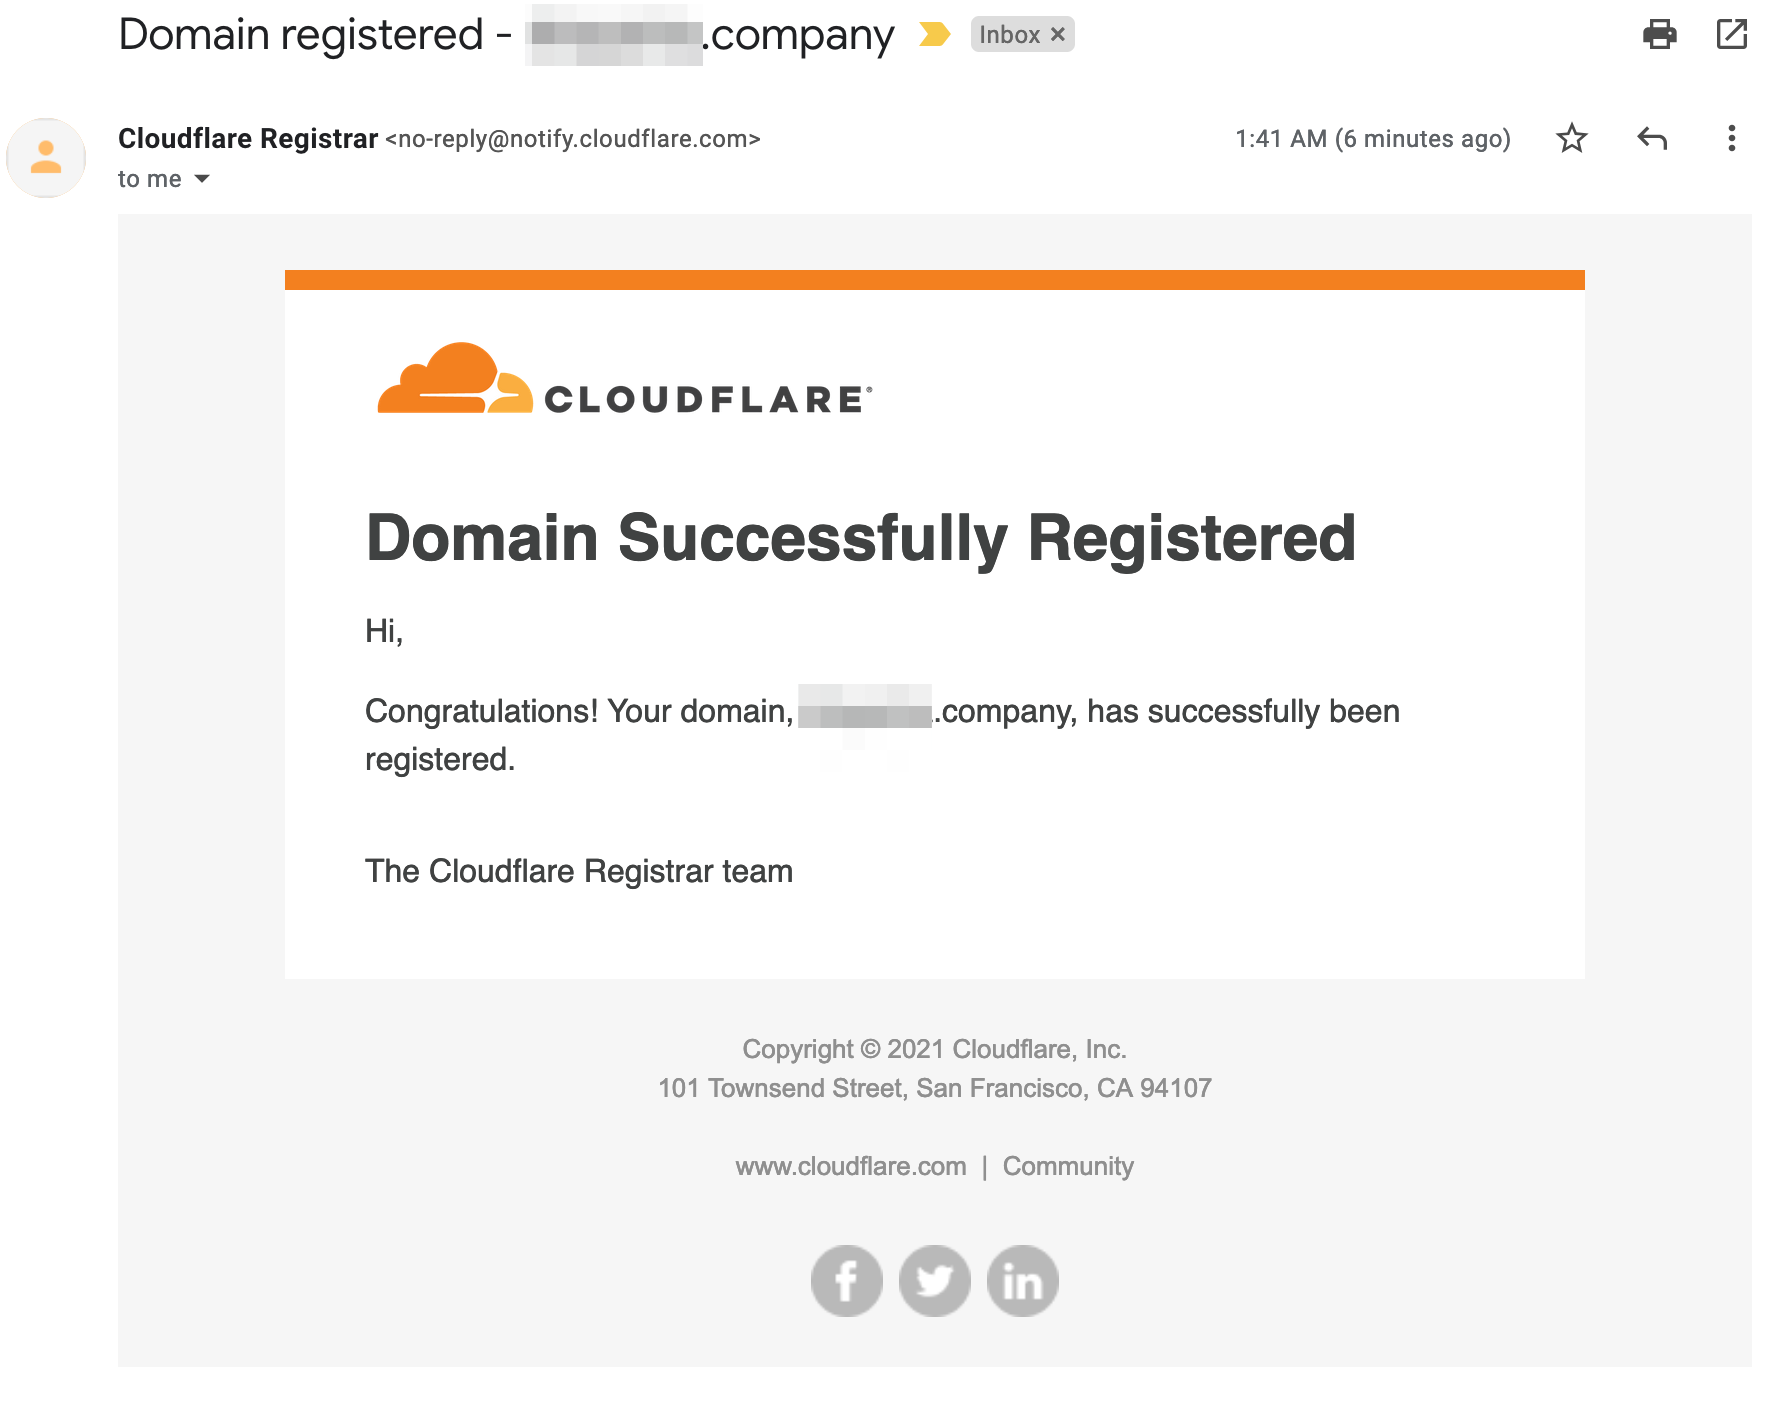 Domain registered - .company Inbox ×
Cloudflare Registrar <no-reply@notify.cloudflare.com> 1:41 AM (6 minutes ago)
to me
CLOUDFLARE®
Domain Successfully Registered
Hi,
Congratulations! Your domain, .company, has successfully been
registered.
The Cloudflare Registrar team
Copyright © 2021 Cloudflare, Inc.
101 Townsend Street, San Francisco, CA 94107
www.cloudflare.com | Community
f in